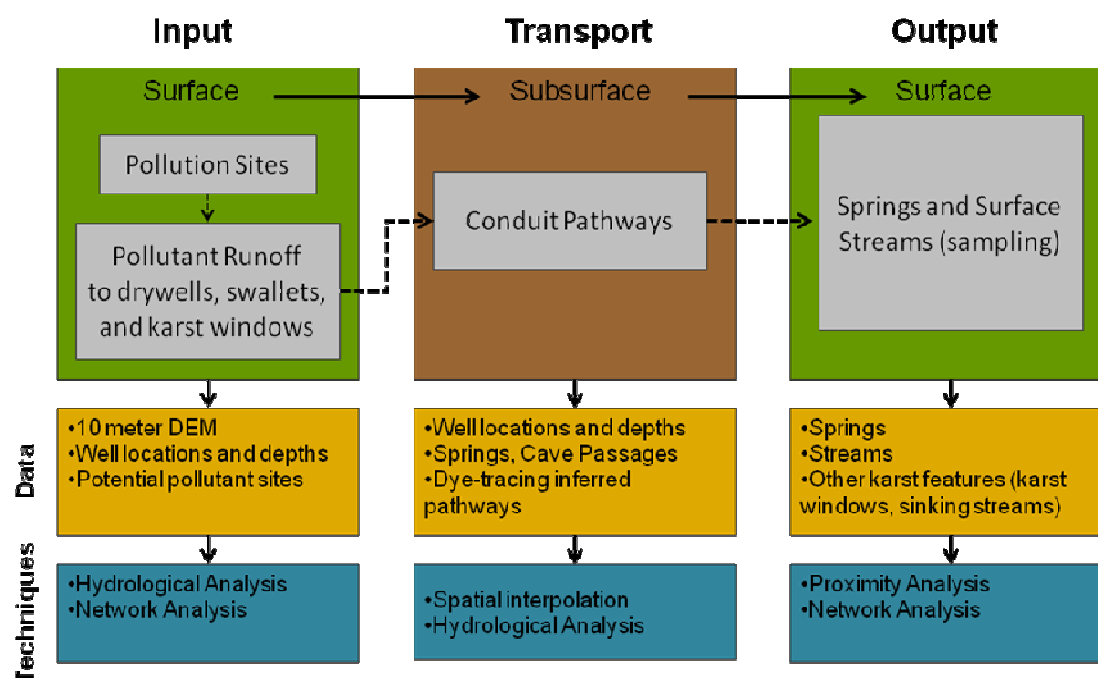 Input
Transport
Output
Surface
Subsurface
Surface
Pollution Sites
Pollutant Runoff
to drywells, swallets,
and karst windows
Conduit Pathways
Springs and Surface
Streams (sampling)
Data
•10 meter DEM
•Well locations and depths
•Potential pollutant sites
•Well locations and depths
•Springs, Cave Passages
•Dye-tracing inferred
pathways
•Springs
•Streams
•Other karst features (karst
windows, sinking streams)
Techniques
•Hydrological Analysis
•Network Analysis
•Spatial interpolation
•Hydrological Analysis
•Proximity Analysis
•Network Analysis